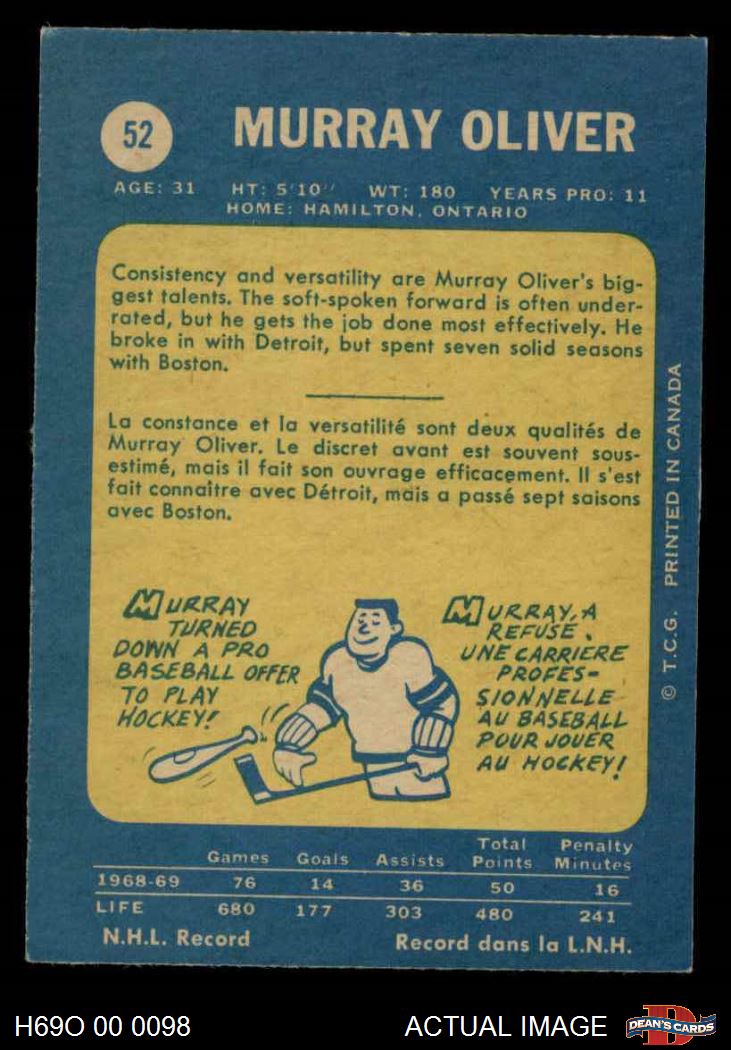 52
MURRAY OLIVER
AGE: 31 HT: 5'10" WT: 180 YEARS PRO: 11
HOME: HAMILTON, ONTARIO
Consistency and versatility are Murray Oliver's big-
gest talents. The soft-spoken forward is often under-
rated, but he gets the job done most effectively. He
broke in with Detroit, but spent seven solid seasons
with Boston.
La constance et la versatilité sont deux qualités de
Murray Oliver. Le discret avant est souvent sous-
estimé, mais il fait son ouvrage efficacement. Il s'est
fait connaître avec Détroit, mais a passé sept saisons
avec Boston.
MURRAY
TURNED
DOWN A PRO
BASEBALL OFFER
TO PLAY
HOCKEY!
MURRAY, A
REFUSÉ
UNE CARRIERE
PROFES-
SIONNELLE
AU BASEBALL
POUR JOUER
AU HOCKEY!
© T.C.G. PRINTED IN CANADA
Games Goals Assists Total Points Penalty Minutes
1968-69 76 14 36 50 16
LIFE 680 177 303 480 241
N.H.L. Record Record dans la L.N.H.
H69O 00 0098 ACTUAL IMAGE DEAN'S CARDS